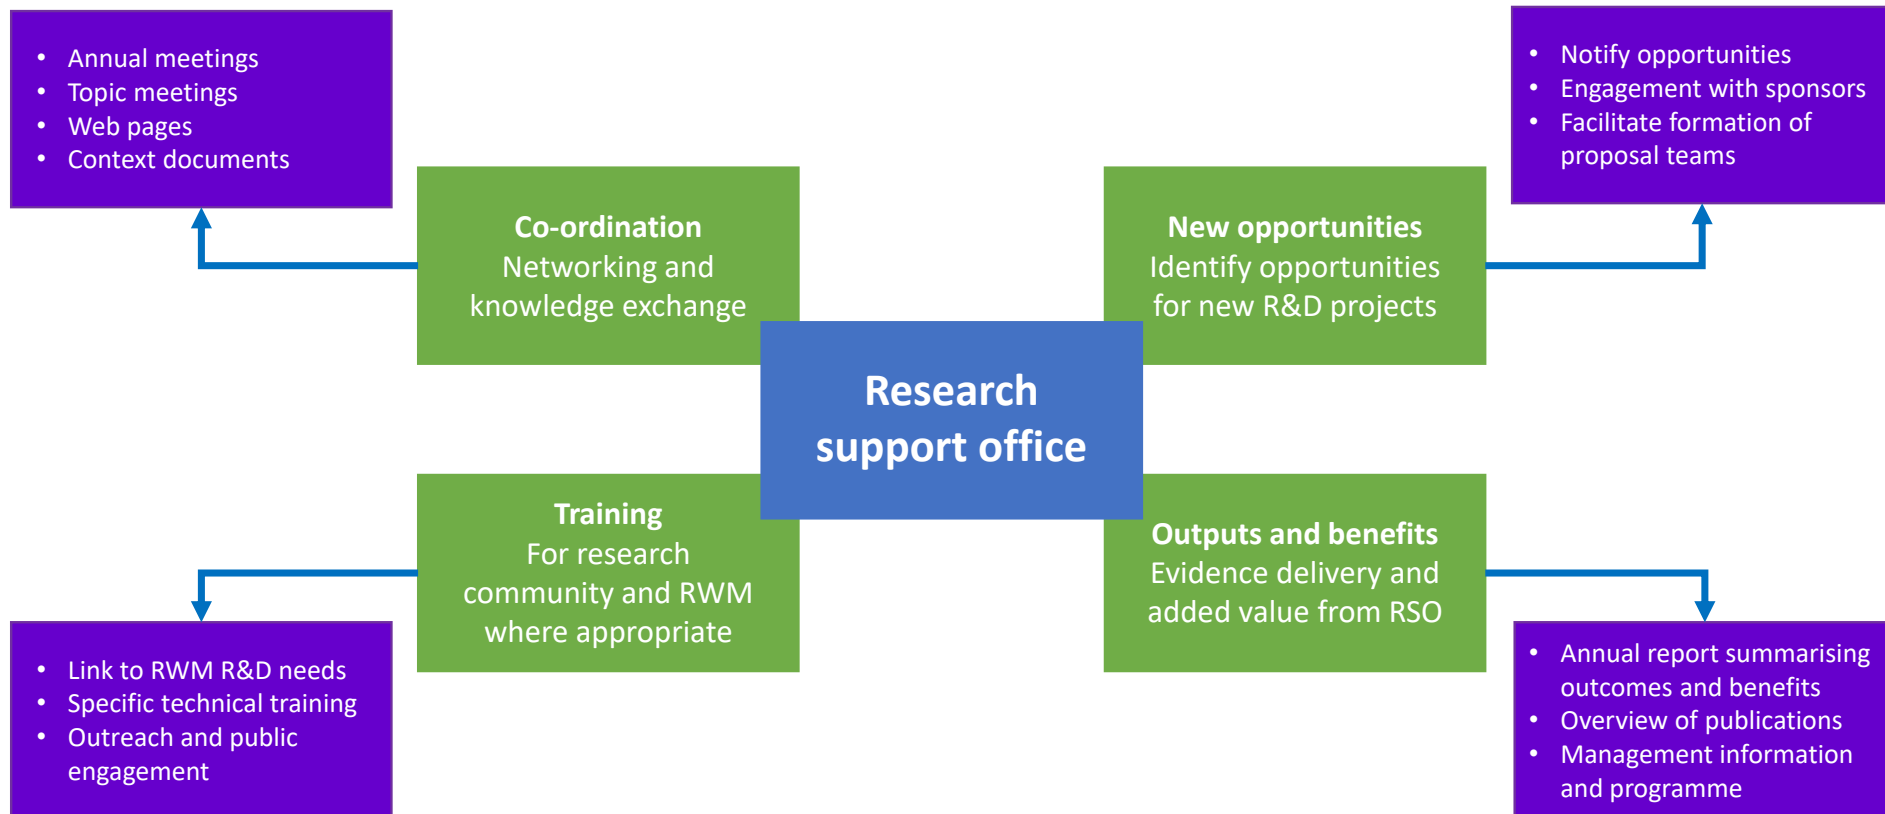 • Annual meetings
• Topic meetings
• Web pages
• Context documents
• Notify opportunities
• Engagement with sponsors
• Facilitate formation of
proposal teams
Co-ordination
Networking and
knowledge exchange
New opportunities
Identify opportunities
for new R&D projects
Research
support office
Training
For research
community and RWM
where appropriate
Outputs and benefits
Evidence delivery and
added value from RSO
• Link to RWM R&D needs
• Specific technical training
• Outreach and public
engagement
• Annual report summarising
outcomes and benefits
• Overview of publications
• Management information
and programme